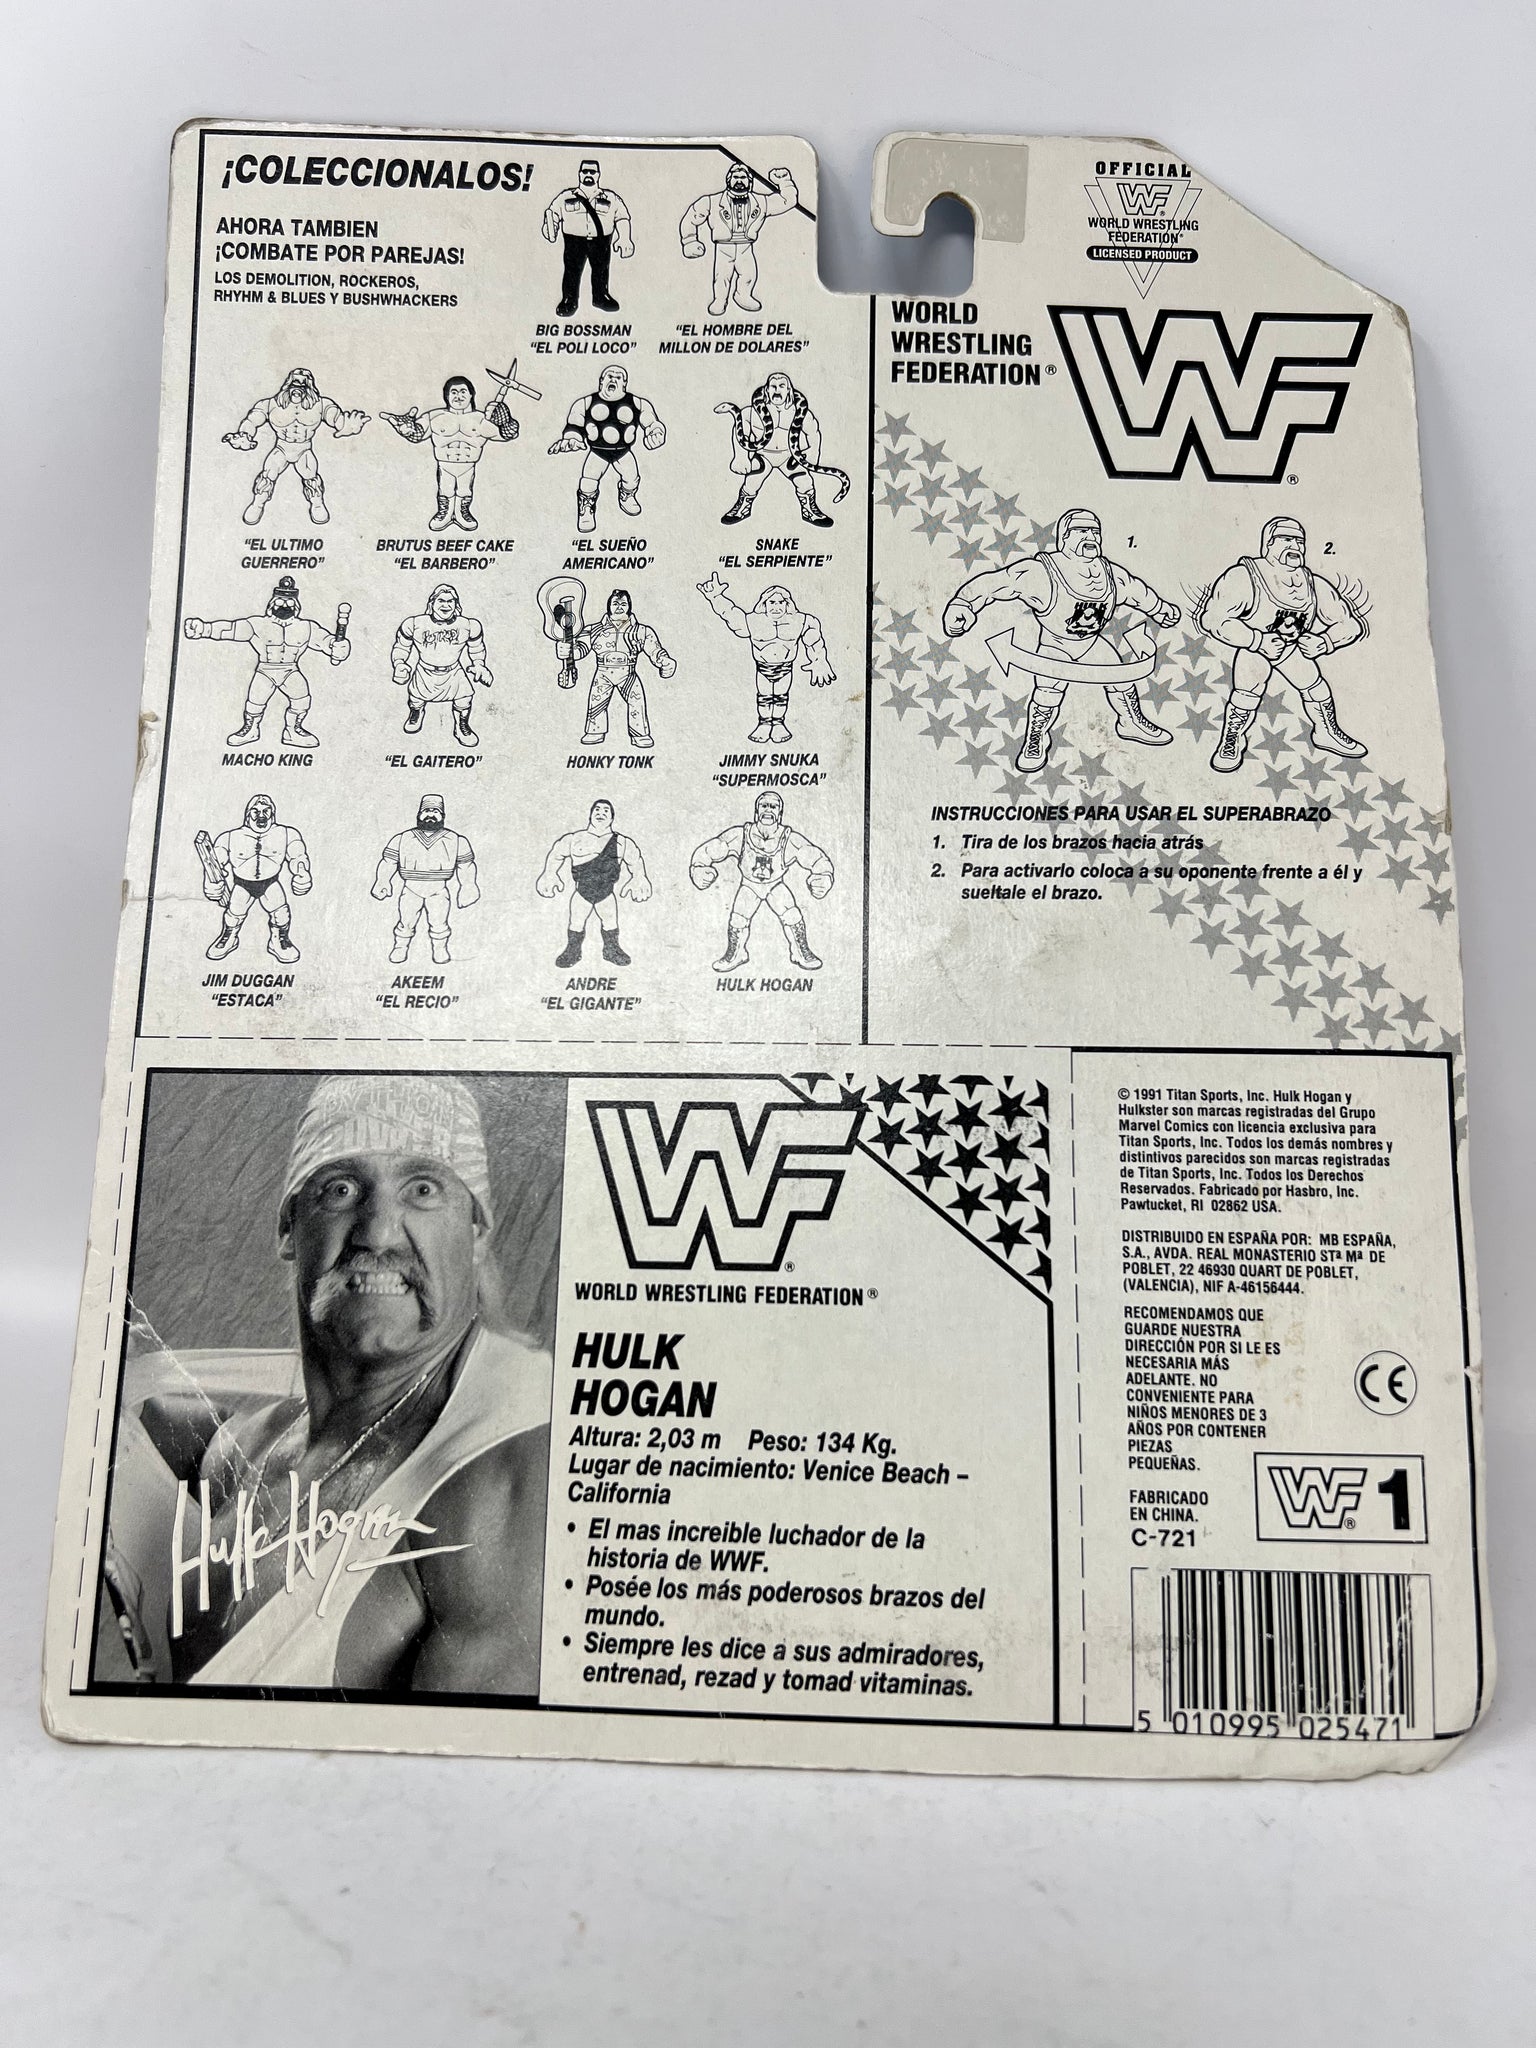 ¡COLECCIONALOS!
AHORA TAMBIEN
¡COMBATE POR PAREJAS!
LOS DEMOLITION, ROCKEROS,
RHYHM & BLUES Y BUSHWHACKERS
BIG BOSSMAN
"EL POLI LOCO"
"EL HOMBRE DEL
MILLON DE DOLARES"
"EL ULTIMO
GUERRERO"
BRUTUS BEEF CAKE
"EL BARBERO"
"EL SUEÑO
AMERICANO"
SNAKE
"EL SERPIENTE"
MACHO KING
"EL GAITERO"
HONKY TONK
JIMMY SNUKA
"SUPERMOSCA"
JIM DUGGAN
"ESTACA"
AKEEM
"EL RECIO"
ANDRE
"EL GIGANTE"
HULK HOGAN
OFFICIAL
WF®
WORLD WRESTLING
FEDERATION®
LICENSED PRODUCT
WORLD
WRESTLING
FEDERATION®
WF®
1.
2.
INSTRUCCIONES PARA USAR EL SUPERABRAZO
1. Tira de los brazos hacia atrás
2. Para activarlo coloca a su oponente frente a él y
sueltale el brazo.
WF®
WORLD WRESTLING FEDERATION®
HULK
HOGAN
Altura: 2,03 m Peso: 134 Kg.
Lugar de nacimiento: Venice Beach –
California
• El mas increible luchador de la
historia de WWF.
• Posée los más poderosos brazos del
mundo.
• Siempre les dice a sus admiradores,
entrenad, rezad y tomad vitaminas.
Hulk Hogan
© 1991 Titan Sports, Inc. Hulk Hogan y
Hulkster son marcas registradas del Grupo
Marvel Comics con licencia exclusiva para
Titan Sports, Inc. Todos los demás nombres y
distintivos parecidos son marcas registradas
de Titan Sports, Inc. Todos los Derechos
Reservados. Fabricado por Hasbro, Inc.
Pawtucket, RI 02862 USA.
DISTRIBUIDO EN ESPAÑA POR: MB ESPAÑA,
S.A., AVDA. REAL MONASTERIO STª Mª DE
POBLET, 22 46930 QUART DE POBLET,
(VALENCIA), NIF A-46156444.
RECOMENDAMOS QUE
GUARDE NUESTRA
DIRECCIÓN POR SI LE ES
NECESARIA MÁS
ADELANTE. NO
CONVENIENTE PARA
NIÑOS MENORES DE 3
AÑOS POR CONTENER
PIEZAS
PEQUEÑAS.
CE
FABRICADO
EN CHINA.
C-721
WF® 1
5 010995 025471